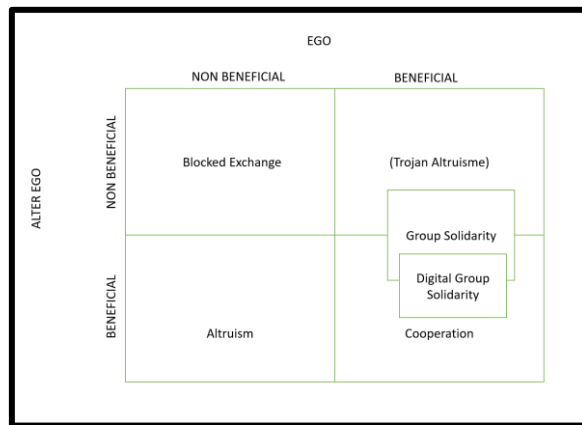 EGO
NON BENEFICIAL
BENEFICIAL
ALTER EGO
NON BENEFICIAL
Blocked Exchange
(Trojan Altruisme)
Group Solidarity
Digital Group
Solidarity
BENEFICIAL
Altruism
Cooperation